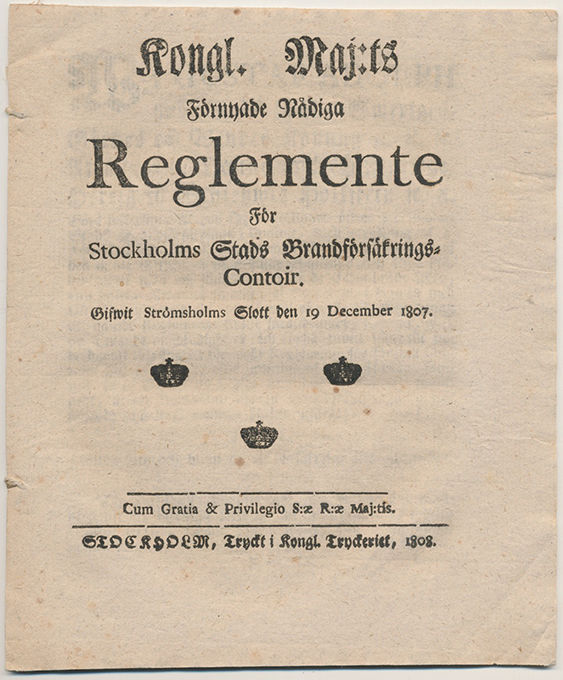 Kongl. Maj:ts
Förnyade Nådiga
Reglemente
För
Stockholms Stads Brandförsäkrings-
Contoir.
Gifwit Strömsholms Slott den 19 December 1807.
Cum Gratia & Privilegio S:æ R:æ Maj:tis.
STOCKHOLM, Tryckt i Kongl. Tryckeriet, 1808.